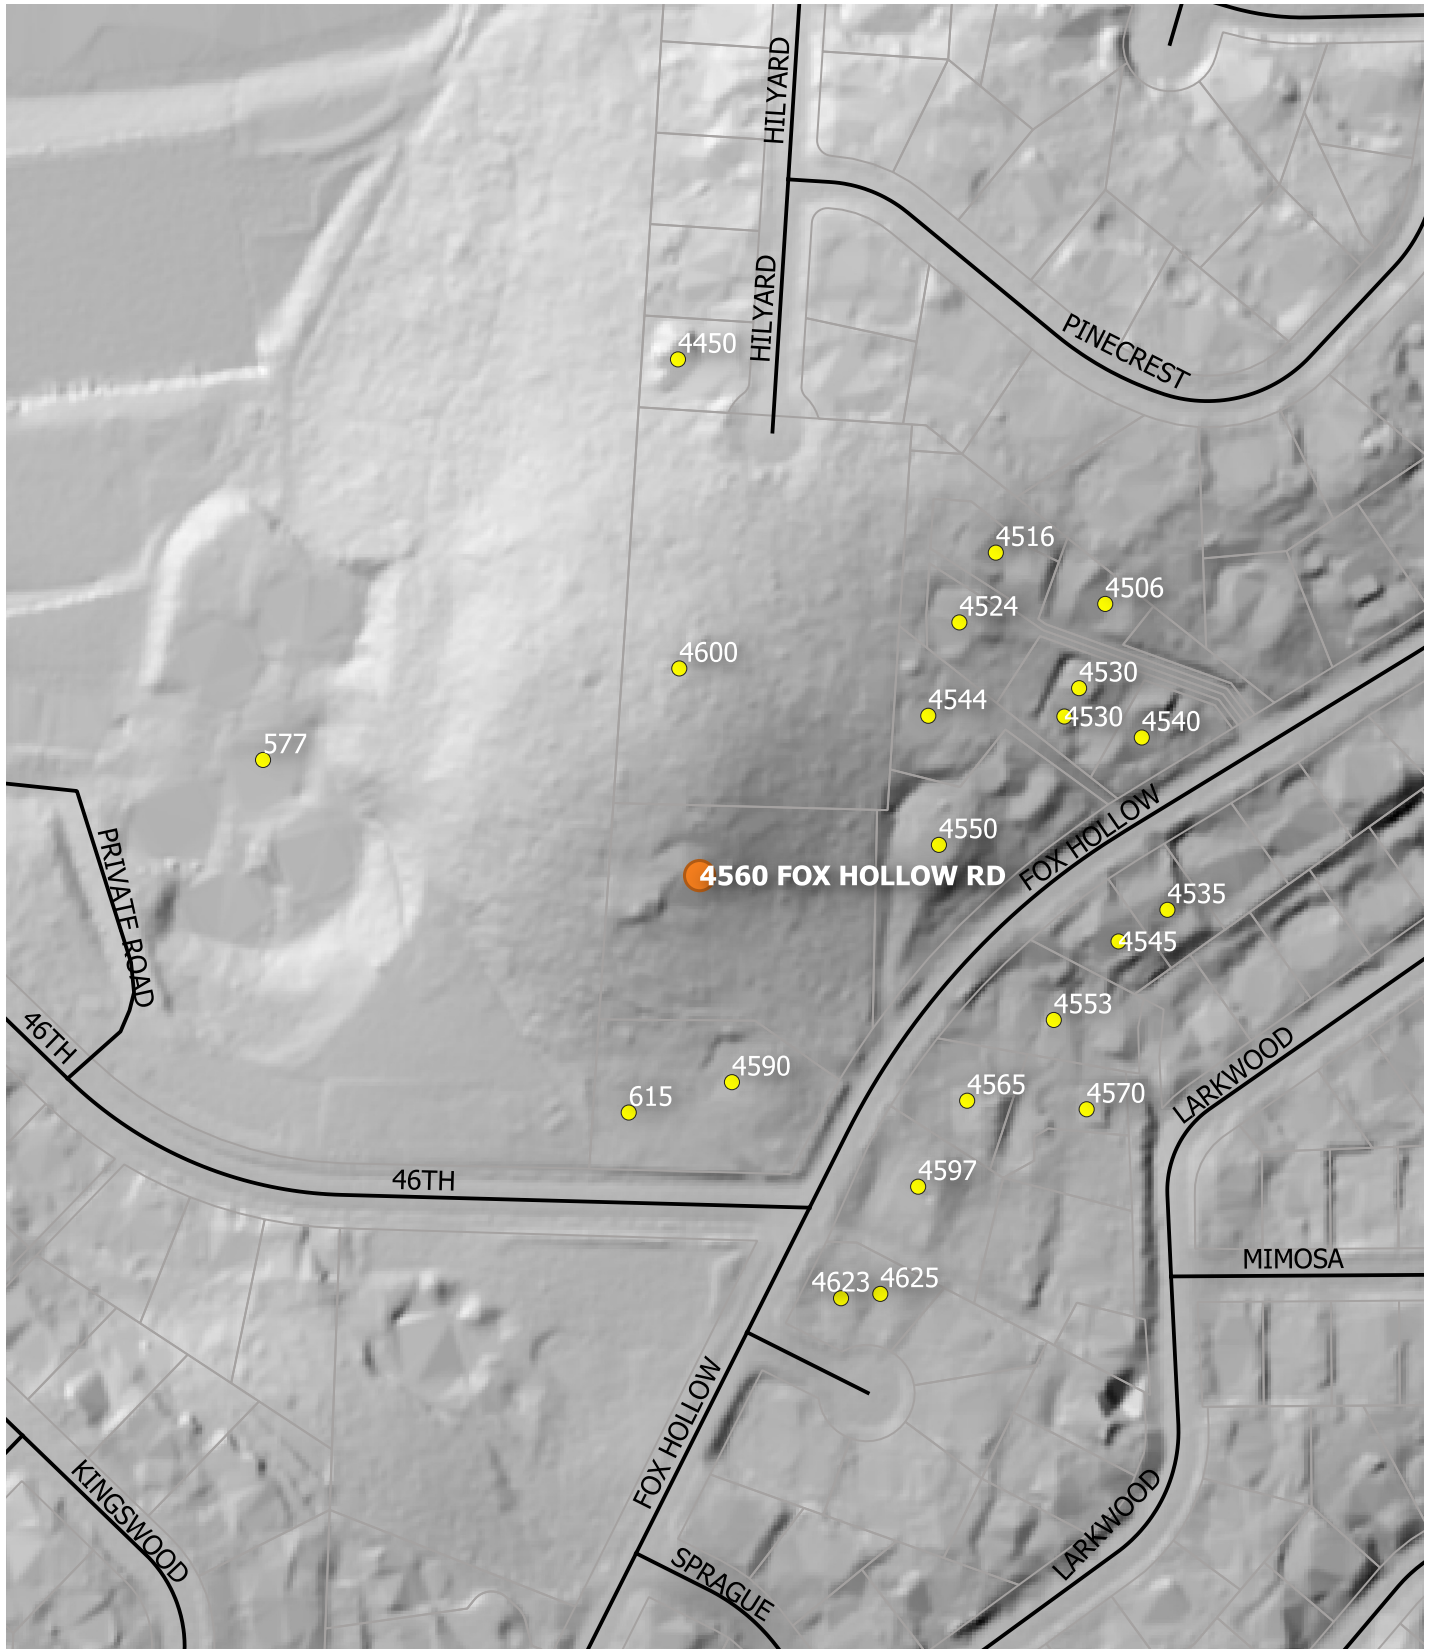 HILYARD
HILYARD
PINECREST
4450
4516
4506
4524
4600
4530
4544
4530
4540
577
FOX HOLLOW
4550
4560 FOX HOLLOW RD
PRIVATE ROAD
4535
4545
4553
46TH
LARKWOOD
4590
4565
4570
615
46TH
4597
MIMOSA
4623
4625
FOX HOLLOW
KINGSWOOD
LARKWOOD
SPRAGUE